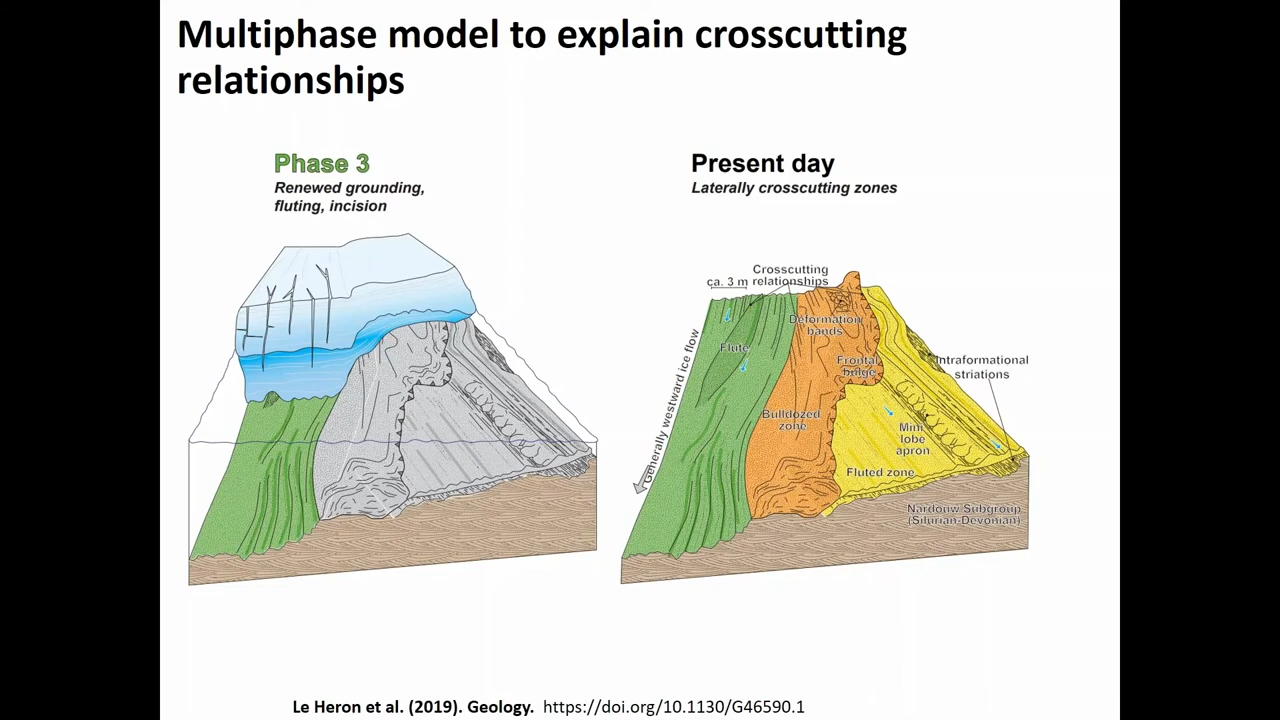 Multiphase model to explain crosscutting
relationships
Phase 3
Renewed grounding,
fluting, incision
Present day
Laterally crosscutting zones
Crosscutting
relationships
ca. 3 m
Deformation
bands
Flute
Frontal
bulge
Intraformational
striations
Generally westward ice flow
Bulldozed
zone
Mini
lobe
apron
Fluted zone
Nardouw Subgroup
(Silurian-Devonian)
Le Heron et al. (2019). Geology. https://doi.org/10.1130/G46590.1